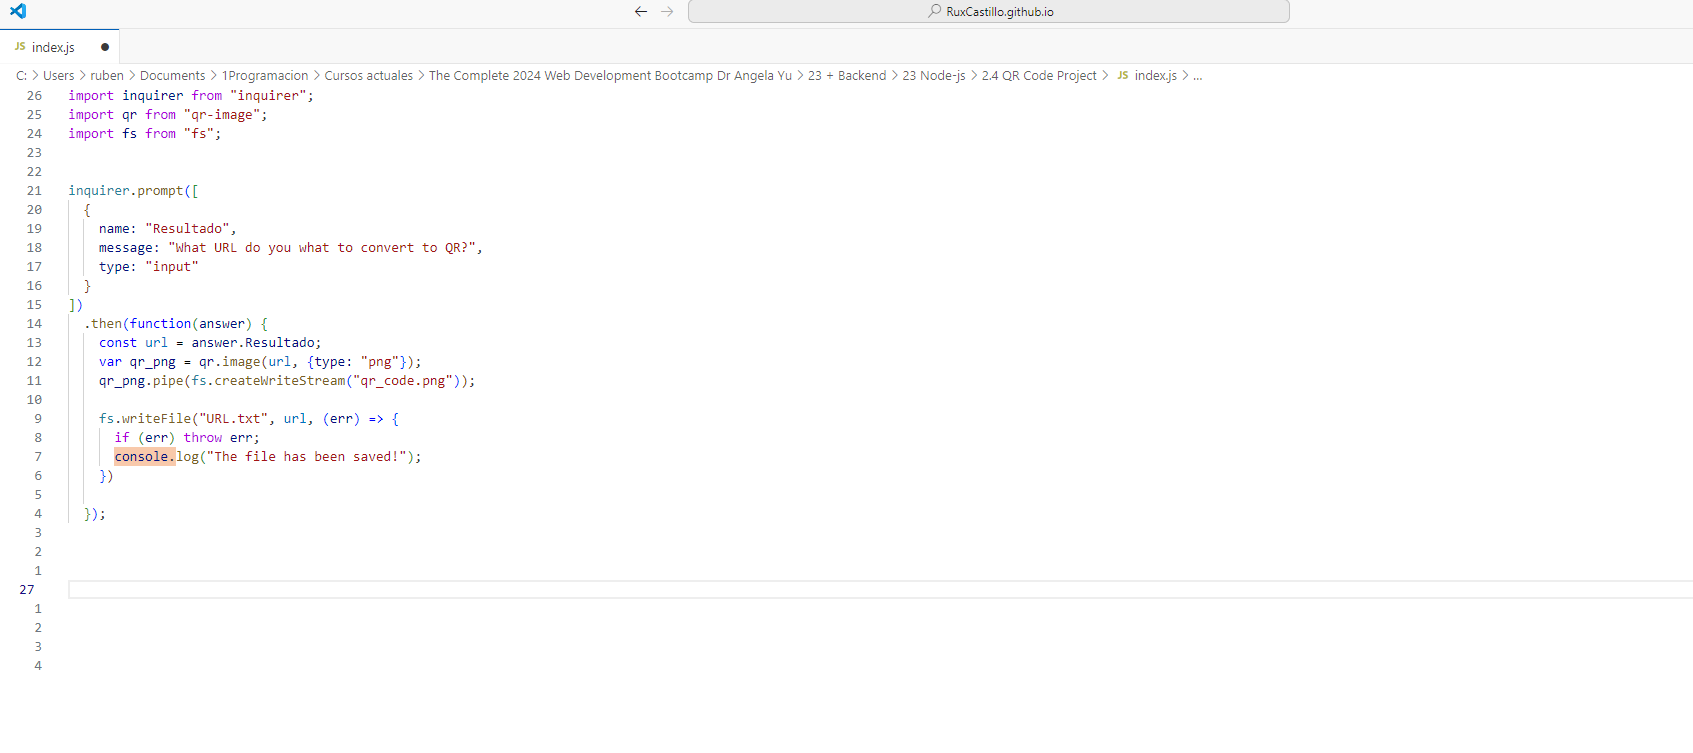 RuxCastillo.github.io
JS index.js
C: > Users > ruben > Documents > 1Programacion > Cursos actuales > The Complete 2024 Web Development Bootcamp Dr Angela Yu > 23 + Backend > 23 Node-js > 2.4 QR Code Project > JS index.js > ...
26 import inquirer from "inquirer";
25 import qr from "qr-image";
24 import fs from "fs";
23
22
21 inquirer.prompt([
20 {
19 name: "Resultado",
18 message: "What URL do you what to convert to QR?",
17 type: "input"
16 }
15 ])
14 .then(function(answer) {
13 const url = answer.Resultado;
12 var qr_png = qr.image(url, {type: "png"});
11 qr_png.pipe(fs.createWriteStream("qr_code.png"));
10
9 fs.writeFile("URL.txt", url, (err) => {
8 if (err) throw err;
7 console.log("The file has been saved!");
6 })
5
4 });
3
2
1
27
1
2
3
4